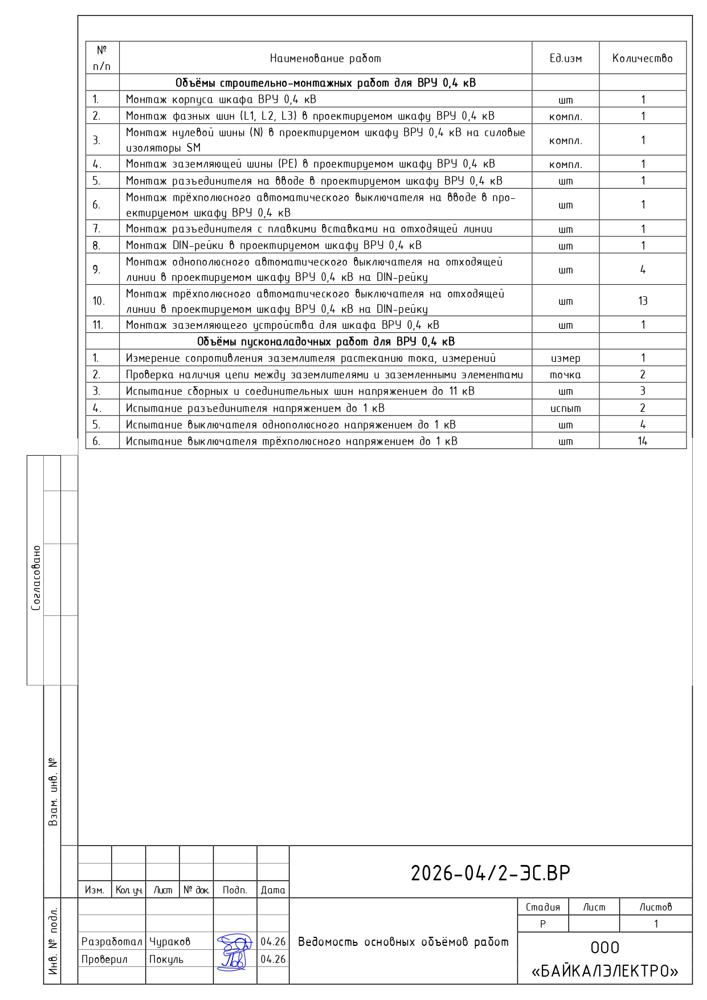 № п/п Наименование работ Ед.изм Количество
Объёмы строительно-монтажных работ для ВРУ 0,4 кВ
1. Монтаж корпуса шкафа ВРУ 0,4 кВ шт 1
2. Монтаж фазных шин (L1, L2, L3) в проектируемом шкафу ВРУ 0,4 кВ компл. 1
3. Монтаж нулевой шины (N) в проектируемом шкафу ВРУ 0,4 кВ на силовые
изоляторы SM компл. 1
4. Монтаж заземляющей шины (PE) в проектируемом шкафу ВРУ 0,4 кВ компл. 1
5. Монтаж разъединителя на вводе в проектируемом шкафу ВРУ 0,4 кВ шт 1
6. Монтаж трёхполюсного автоматического выключателя на вводе в про-
ектируемом шкафу ВРУ 0,4 кВ шт 1
7. Монтаж разъединителя с плавкими вставками на отходящей линии шт 1
8. Монтаж DIN-рейки в проектируемом шкафу ВРУ 0,4 кВ шт 1
9. Монтаж однополюсного автоматического выключателя на отходящей
линии в проектируемом шкафу ВРУ 0,4 кВ на DIN-рейку шт 4
10. Монтаж трёхполюсного автоматического выключателя на отходящей
линии в проектируемом шкафу ВРУ 0,4 кВ на DIN-рейку шт 13
11. Монтаж заземляющего устройства для шкафа ВРУ 0,4 кВ шт 1
Объёмы пусконаладочных работ для ВРУ 0,4 кВ
1. Измерение сопротивления заземлителя растеканию тока, измерений измер 1
2. Проверка наличия цепи между заземлителями и заземленными элементами точка 2
3. Испытание сборных и соединительных шин напряжением до 11 кВ шт 3
4. Испытание разъединителя напряжением до 1 кВ испыт 2
5. Испытание выключателя однополюсного напряжением до 1 кВ шт 4
6. Испытание выключателя трёхполюсного напряжением до 1 кВ шт 14
Согласовано
Взам. инв. №
Инв. № подл.
2026-04/2-ЭС.ВР
Изм. Кол. уч. Лист № док. Подп. Дата
Стадия Лист Листов
Р 1
Разработал Чураков 04.26
Проверил Покуль 04.26
Ведомость основных объёмов работ
ООО
«БАЙКАЛЭЛЕКТРО»